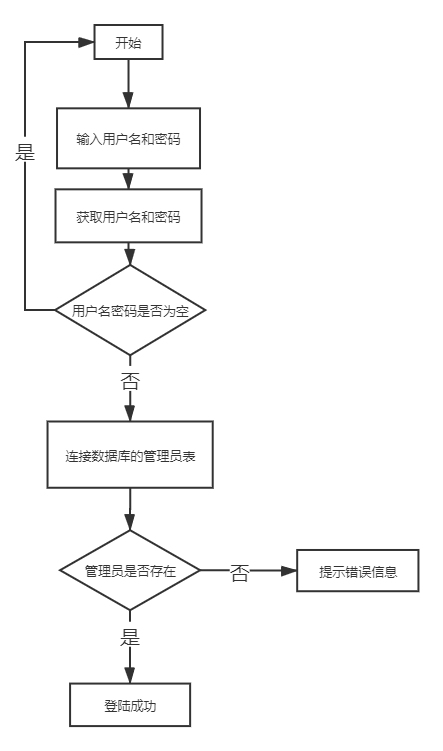 开始
是
输入用户名和密码
获取用户名和密码
用户名密码是否为空
否
连接数据库的管理员表
管理员是否存在
否
提示错误信息
是
登陆成功